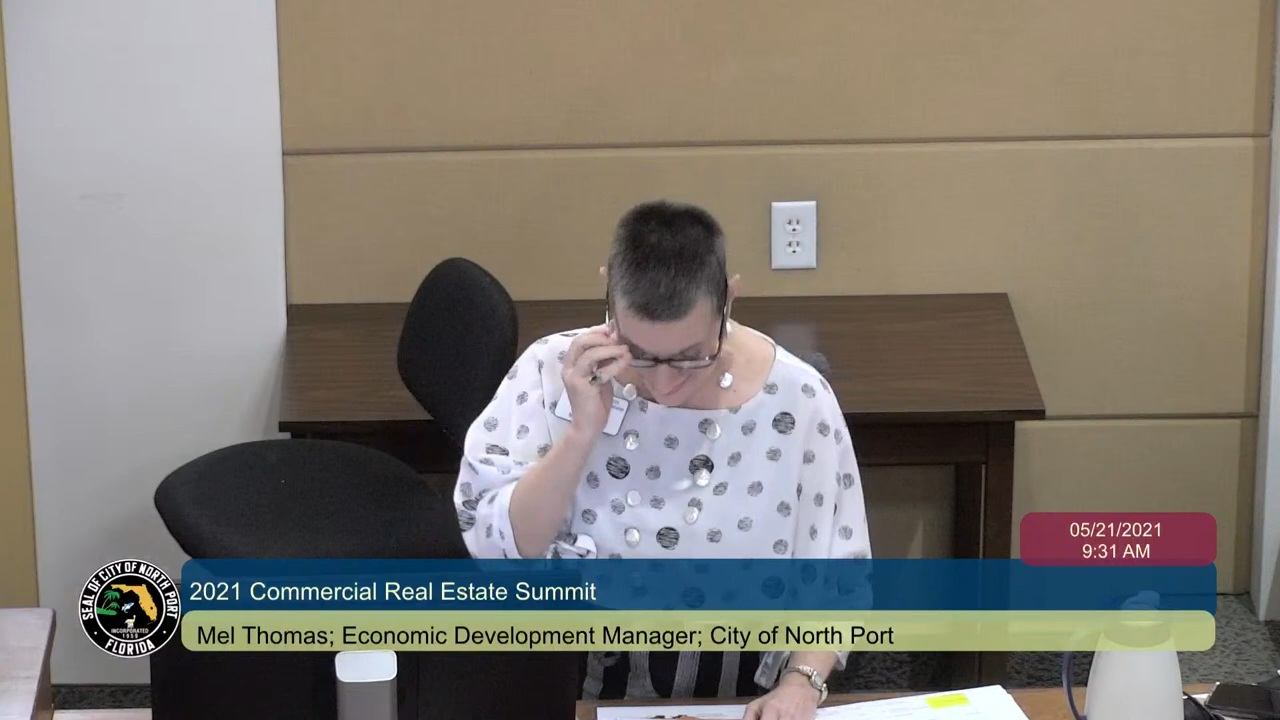 05/21/2021
9:31 AM
2021 Commercial Real Estate Summit
Mel Thomas; Economic Development Manager; City of North Port
SEAL OF CITY OF NORTH PORT
INCORPORATED
1959
FLORIDA